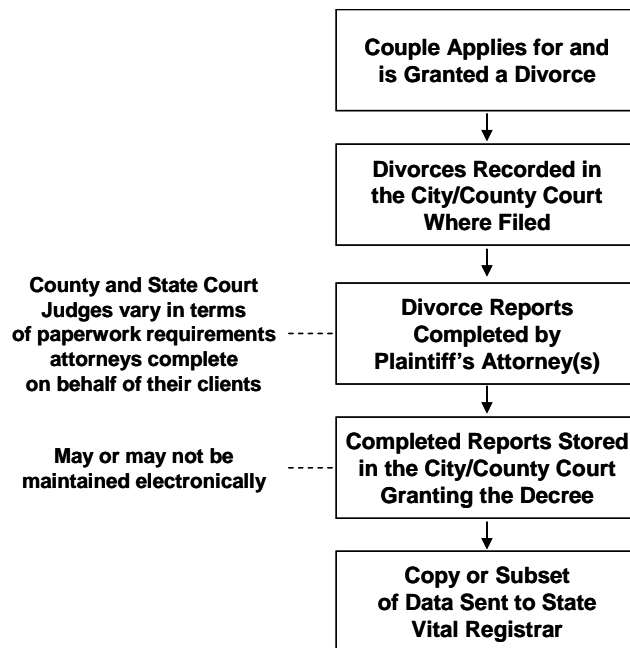 Couple Applies for and
is Granted a Divorce
Divorces Recorded in
the City/County Court
Where Filed
County and State Court
Judges vary in terms
of paperwork requirements
attorneys complete
on behalf of their clients
Divorce Reports
Completed by
Plaintiff's Attorney(s)
May or may not be
maintained electronically
Completed Reports Stored
in the City/County Court
Granting the Decree
Copy or Subset
of Data Sent to State
Vital Registrar